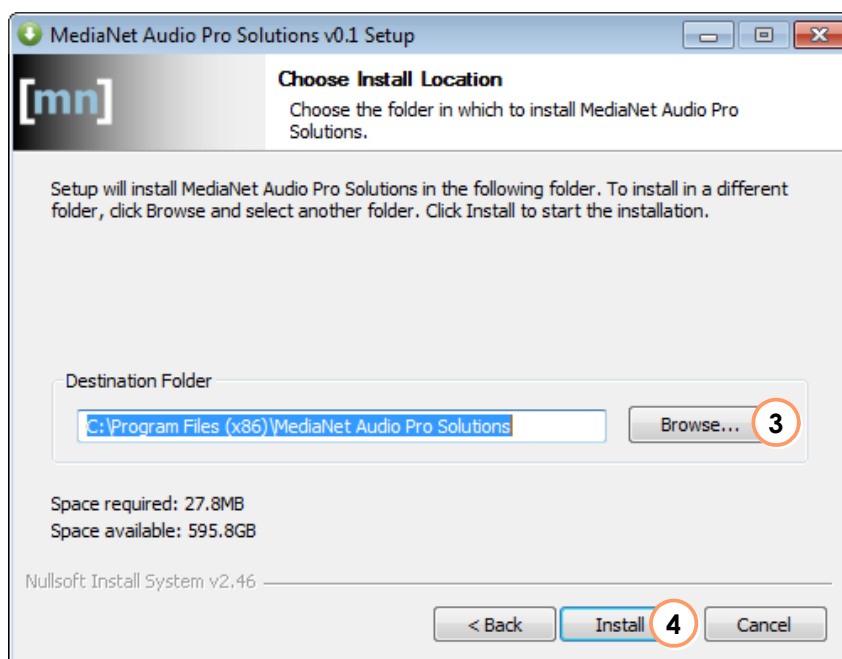 MediaNet Audio Pro Solutions v0.1 Setup
[mn]
Choose Install Location
Choose the folder in which to install MediaNet Audio Pro
Solutions.
Setup will install MediaNet Audio Pro Solutions in the following folder. To install in a different
folder, click Browse and select another folder. Click Install to start the installation.
Destination Folder
C:\Program Files (x86)\MediaNet Audio Pro Solutions
Browse... 3
Space required: 27.8MB
Space available: 595.8GB
Nullsoft Install System v2.46
< Back Install 4 Cancel